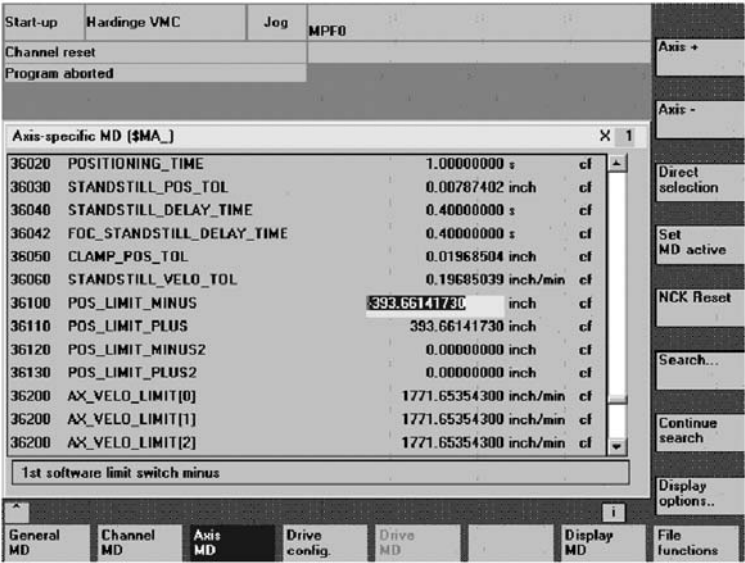 Start-up Hardinge VMC Jog MPF0
Channel reset
Program aborted
Axis-specific MD ($MA_) X 1
36020 POSITIONING_TIME 1.00000000 s cf
36030 STANDSTILL_POS_TOL 0.00787402 inch cf
36040 STANDSTILL_DELAY_TIME 0.40000000 s cf
36042 FOC_STANDSTILL_DELAY_TIME 0.40000000 s cf
36050 CLAMP_POS_TOL 0.01968504 inch cf
36060 STANDSTILL_VELO_TOL 0.19685039 inch/min cf
36100 POS_LIMIT_MINUS -393.66141730 inch cf
36110 POS_LIMIT_PLUS 393.66141730 inch cf
36120 POS_LIMIT_MINUS2 0.00000000 inch cf
36130 POS_LIMIT_PLUS2 0.00000000 inch cf
36200 AX_VELO_LIMIT[0] 1771.65354300 inch/min cf
36200 AX_VELO_LIMIT[1] 1771.65354300 inch/min cf
36200 AX_VELO_LIMIT[2] 1771.65354300 inch/min cf
1st software limit switch minus
^ i
Axis +
Axis -
Direct
selection
Set
MD active
NCK Reset
Search...
Continue
search
Display
options..
General
MD
Channel
MD
Axis
MD
Drive
config.
Drive
MD
Display
MD
File
functions